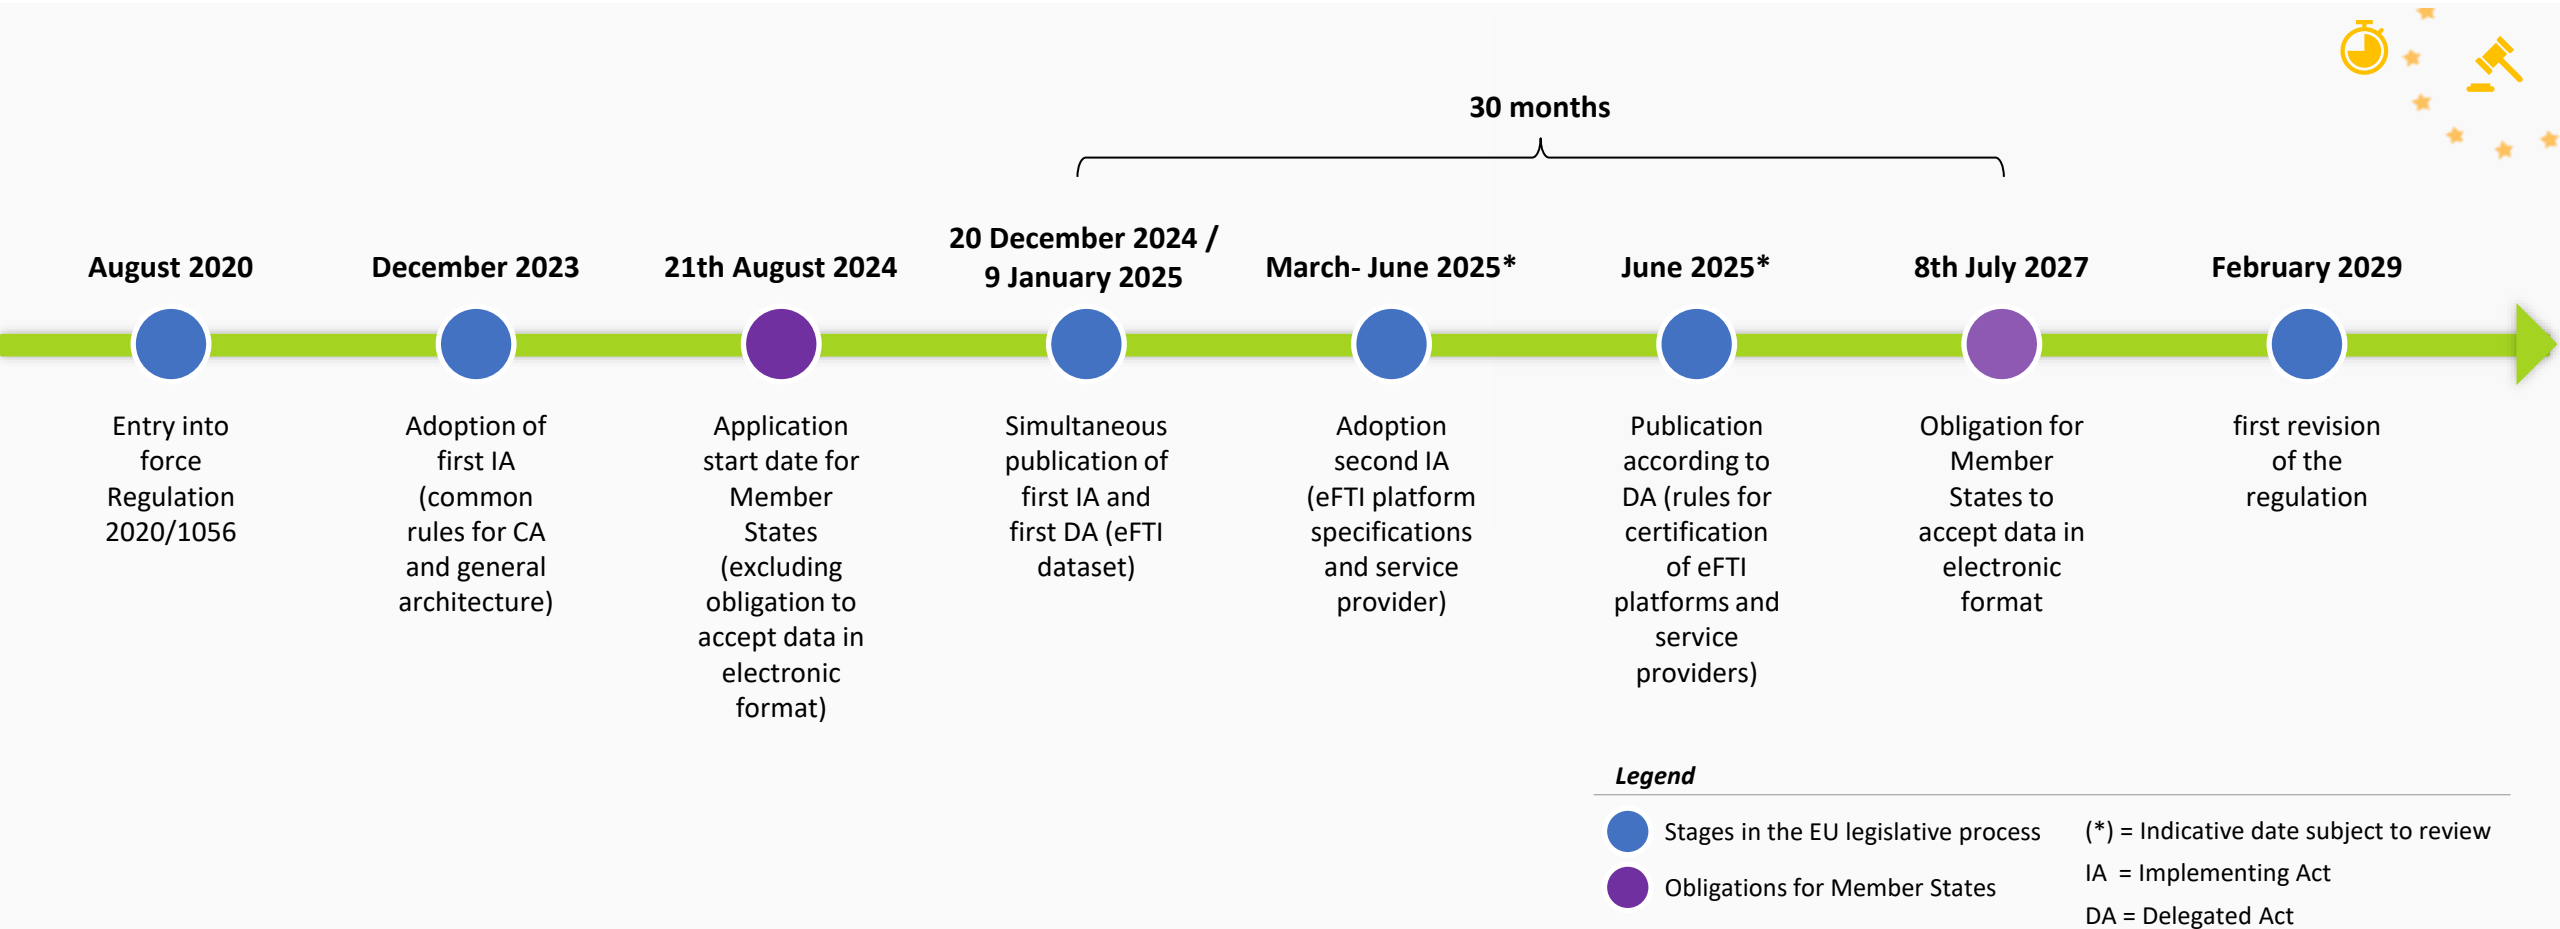 30 months
August 2020
Entry into
force
Regulation
2020/1056
December 2023
Adoption of
first IA
(common
rules for CA
and general
architecture)
21th August 2024
Application
start date for
Member
States
(excluding
obligation to
accept data in
electronic
format)
20 December 2024 /
9 January 2025
Simultaneous
publication of
first IA and
first DA (eFTI
dataset)
March- June 2025*
Adoption
second IA
(eFTI platform
specifications
and service
provider)
June 2025*
Publication
according to
DA (rules for
certification
of eFTI
platforms and
service
providers)
8th July 2027
Obligation for
Member
States to
accept data in
electronic
format
February 2029
first revision
of the
regulation
Legend
Stages in the EU legislative process
Obligations for Member States
(*) = Indicative date subject to review
IA = Implementing Act
DA = Delegated Act